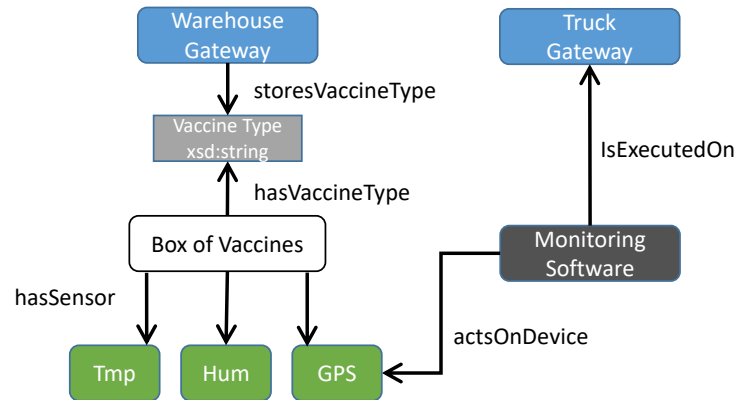 Warehouse
Gateway
Truck
Gateway
storesVaccineType
Vaccine Type
xsd:string
IsExecutedOn
hasVaccineType
Box of Vaccines
Monitoring
Software
hasSensor
actsOnDevice
Tmp
Hum
GPS